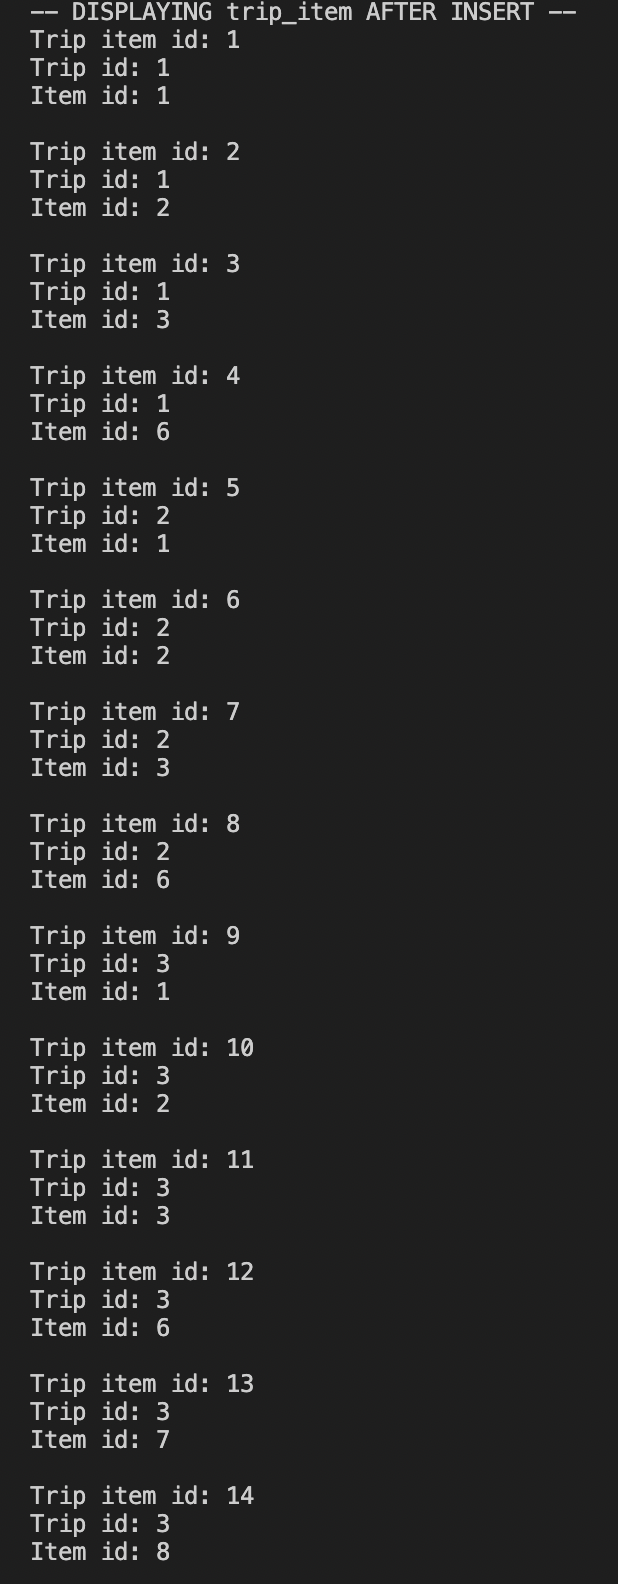 -- DISPLAYING trip_item AFTER INSERT --
Trip item id: 1
Trip id: 1
Item id: 1
Trip item id: 2
Trip id: 1
Item id: 2
Trip item id: 3
Trip id: 1
Item id: 3
Trip item id: 4
Trip id: 1
Item id: 6
Trip item id: 5
Trip id: 2
Item id: 1
Trip item id: 6
Trip id: 2
Item id: 2
Trip item id: 7
Trip id: 2
Item id: 3
Trip item id: 8
Trip id: 2
Item id: 6
Trip item id: 9
Trip id: 3
Item id: 1
Trip item id: 10
Trip id: 3
Item id: 2
Trip item id: 11
Trip id: 3
Item id: 3
Trip item id: 12
Trip id: 3
Item id: 6
Trip item id: 13
Trip id: 3
Item id: 7
Trip item id: 14
Trip id: 3
Item id: 8